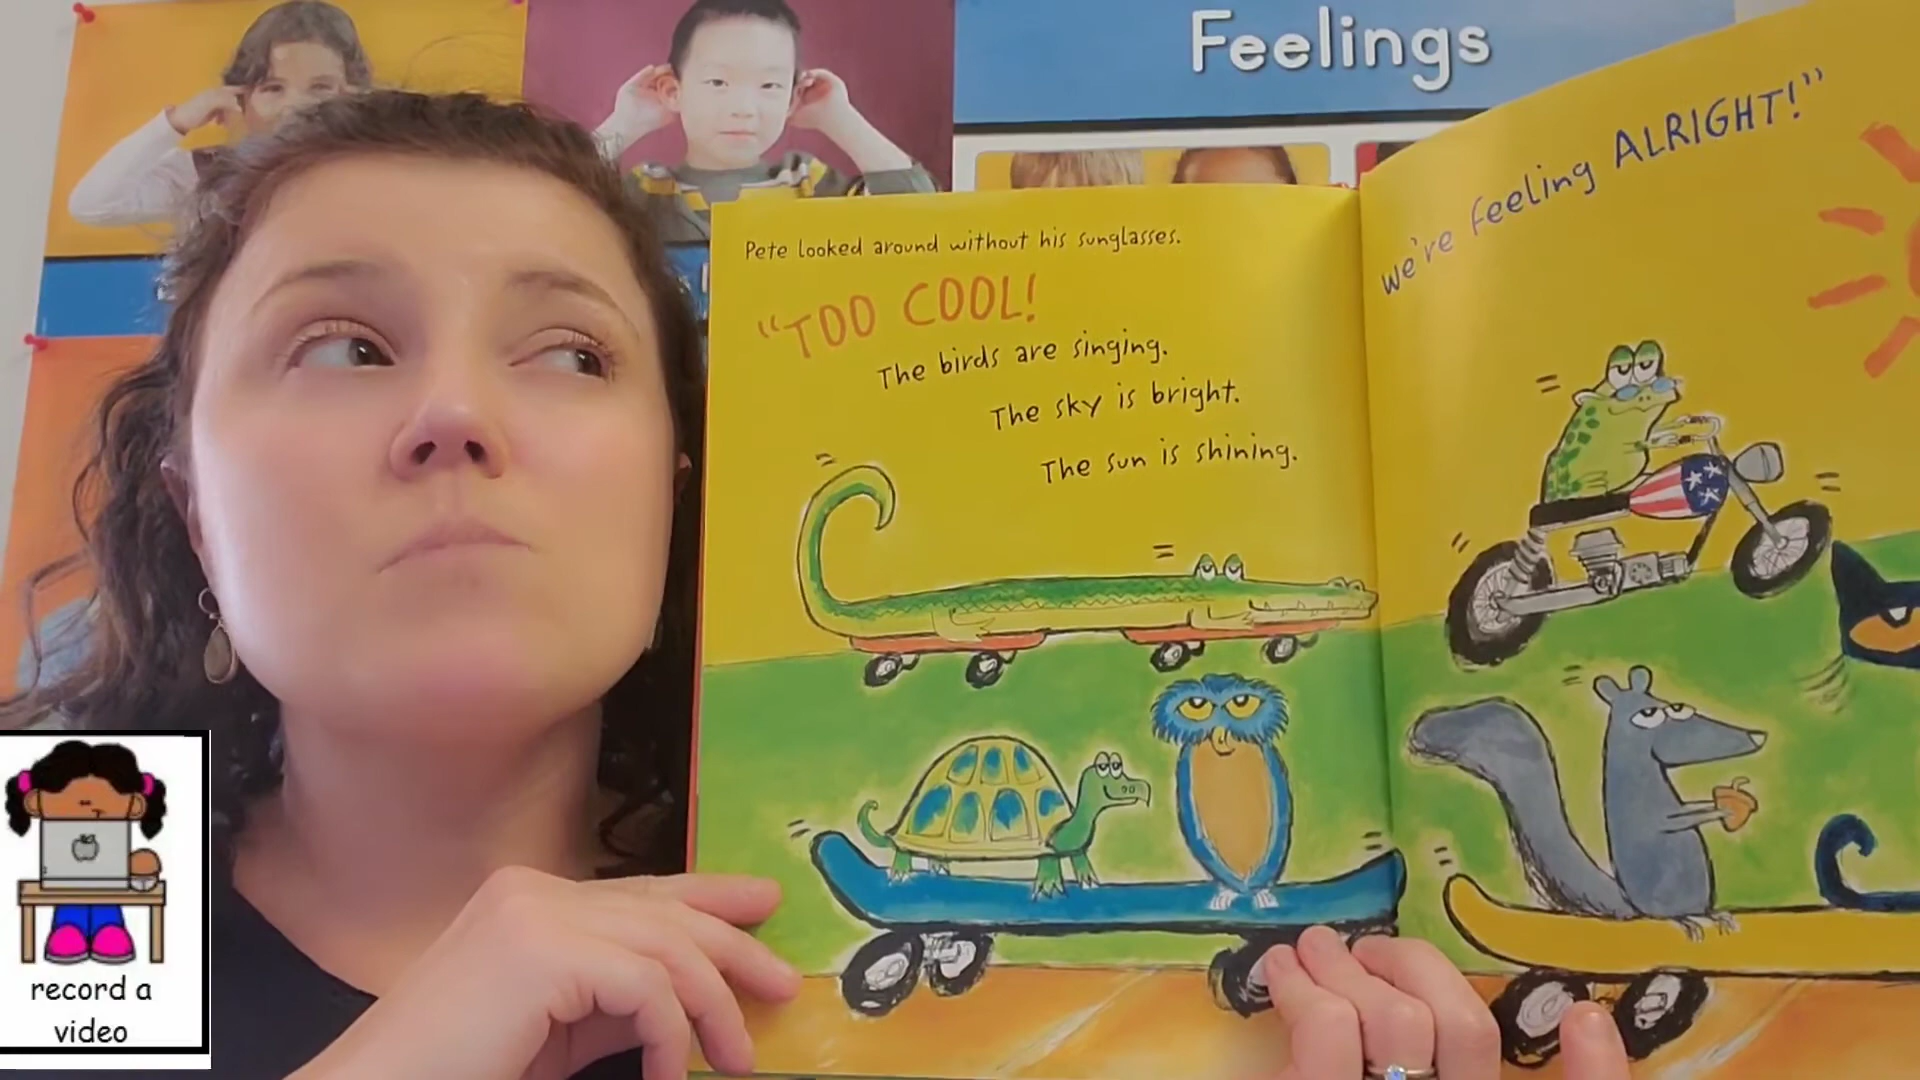 Feelings
Pete looked around without his sunglasses.
"TOO COOL!
The birds are singing.
The sky is bright.
The sun is shining.
we're feeling ALRIGHT!"
record a
video